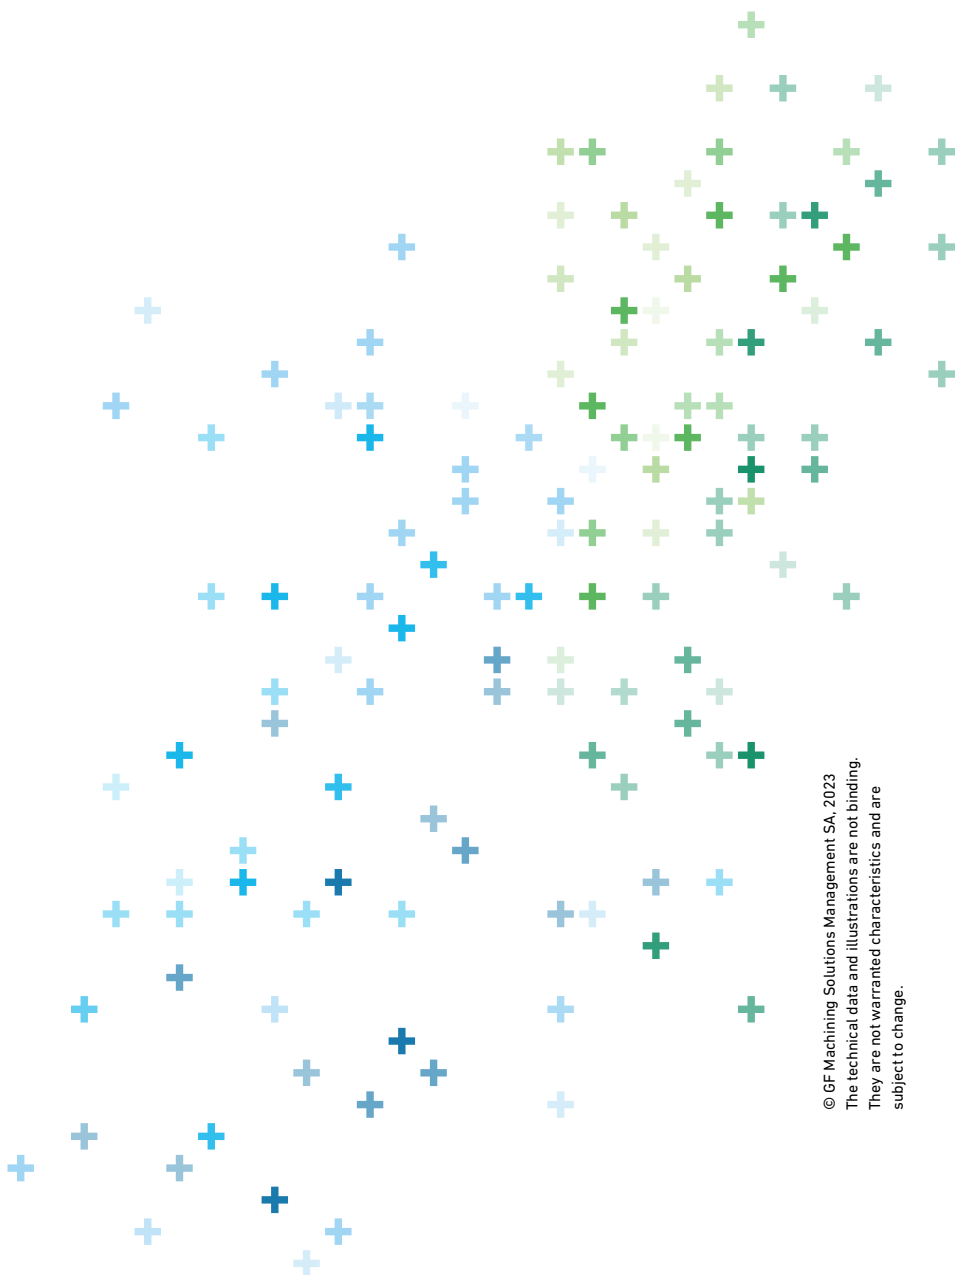 © GF Machining Solutions Management SA, 2023
The technical data and illustrations are not binding.
They are not warranted characteristics and are
subject to change.